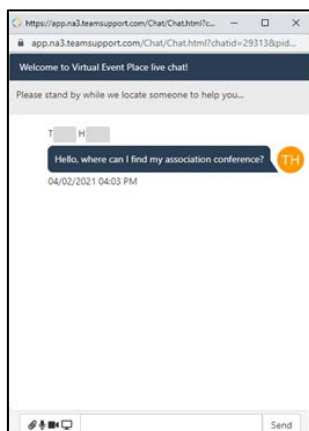 https://app.na3.teamsupport.com/Chat/Chat.html?c...
app.na3.teamsupport.com/Chat/Chat.html?chatid=29313&pid...
Welcome to Virtual Event Place live chat!
Please stand by while we locate someone to help you...
T H
Hello, where can I find my association conference?
TH
04/02/2021 04:03 PM
Send